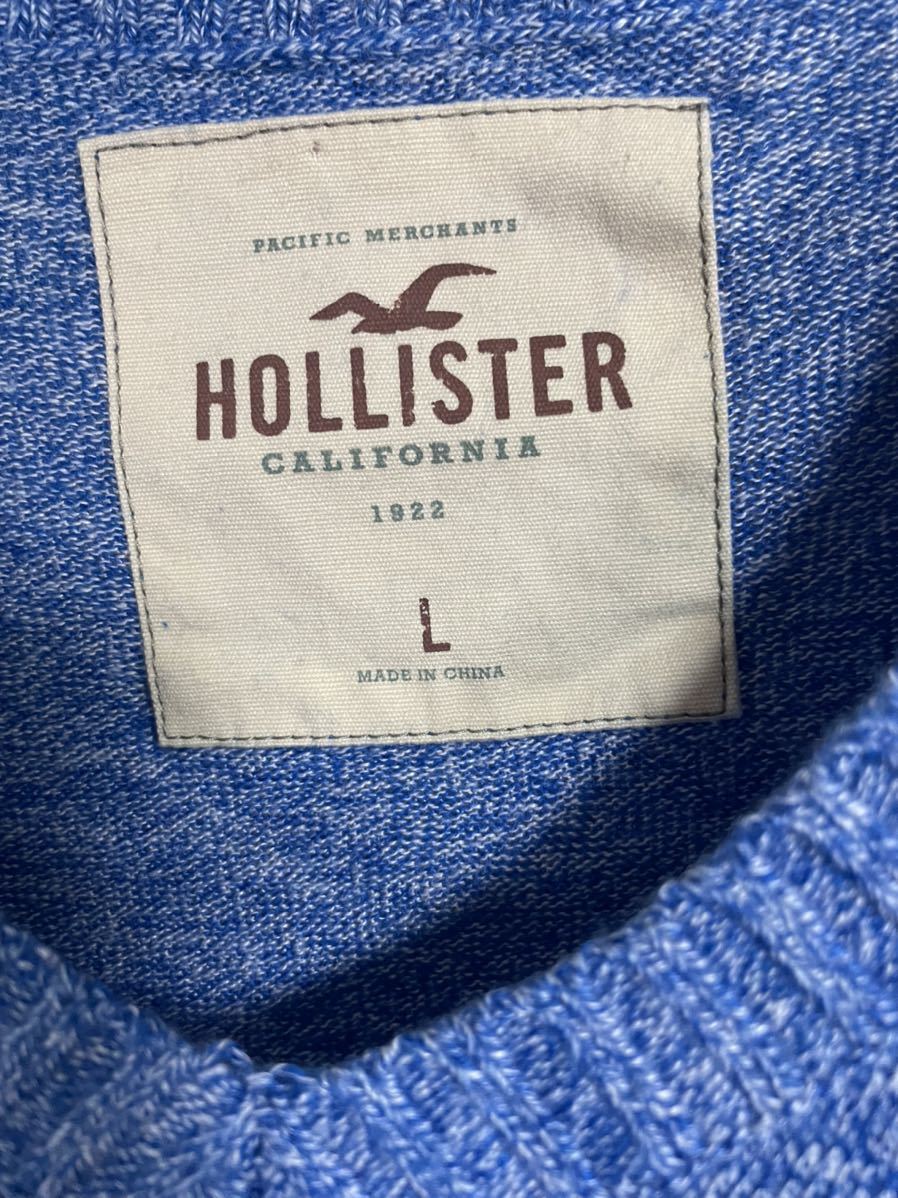 PACIFIC MERCHANTS
HOLLISTER
CALIFORNIA
1922
L
MADE IN CHINA